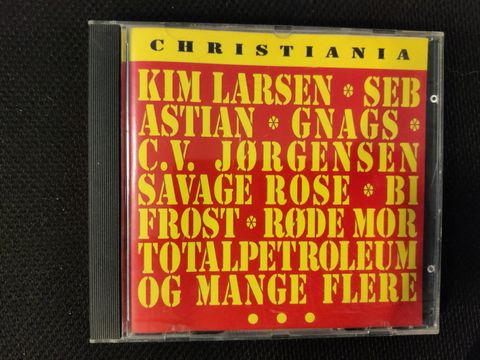 CHRISTIANIA
KIM LARSEN * SEB
ASTIAN * GNAGS *
C.V. JØRGENSEN
SAVAGE ROSE * BI
FROST * RØDE MOR
TOTALPETROLEUM
OG MANGE FLERE